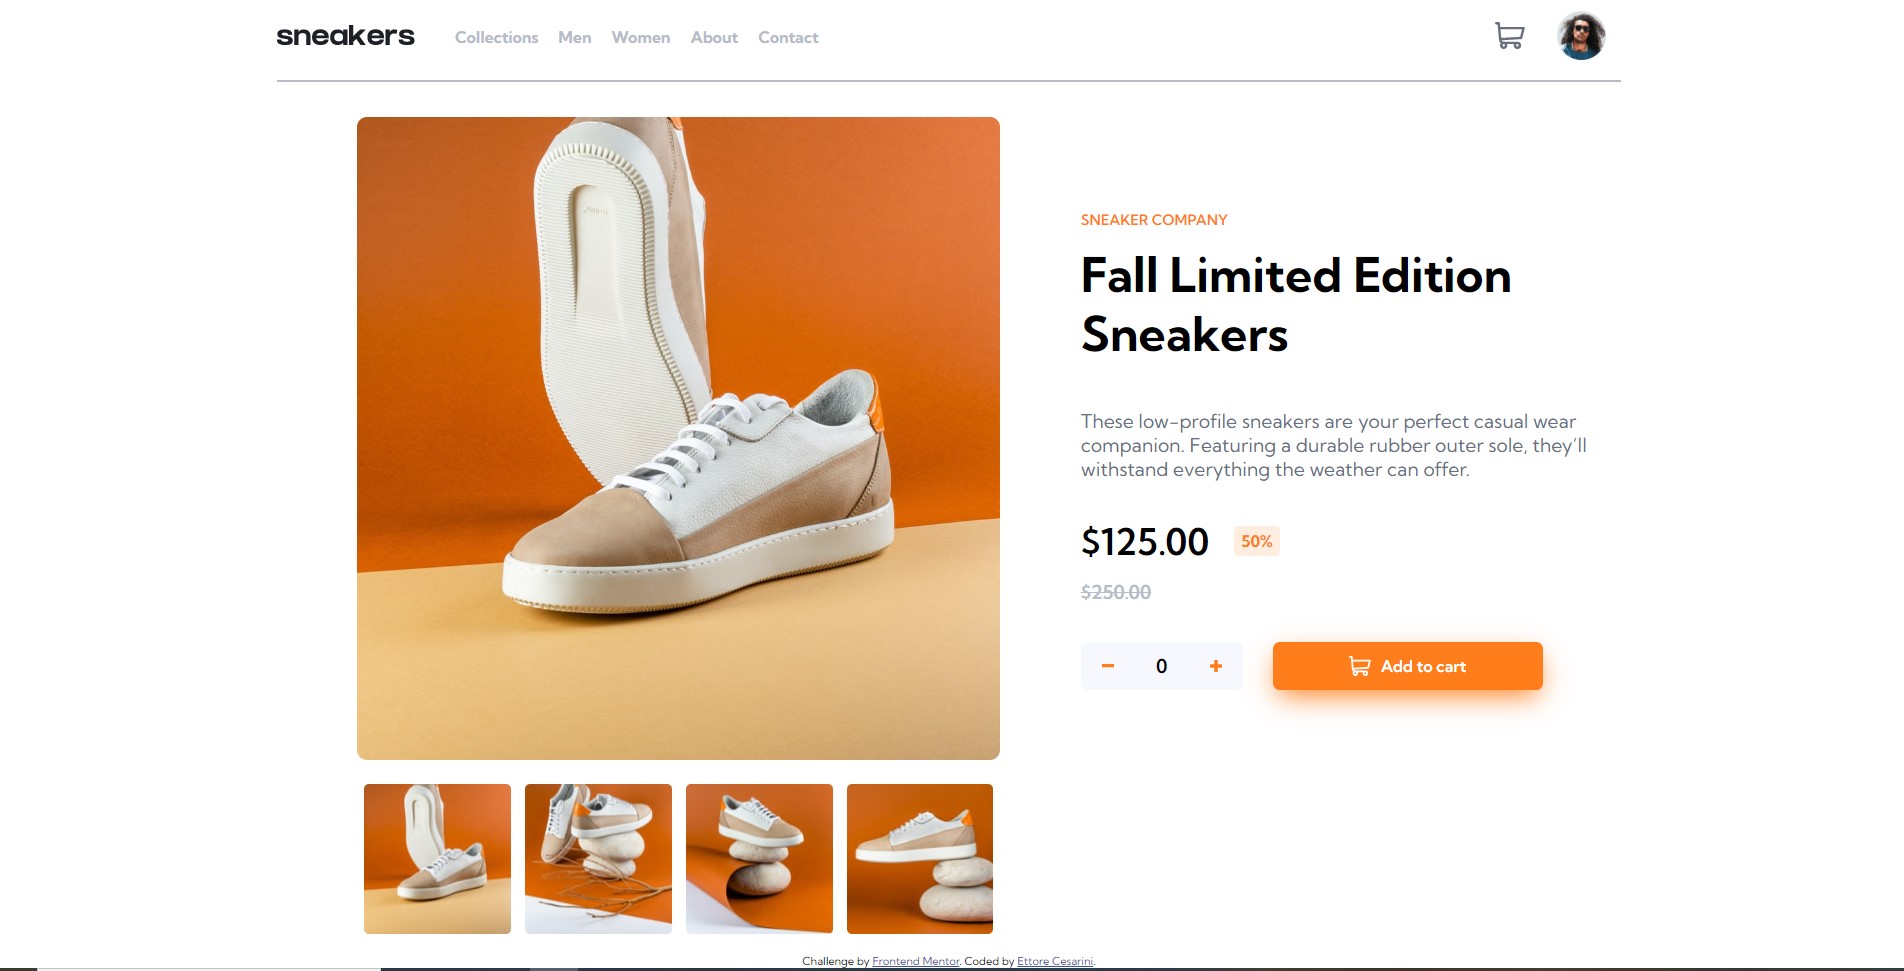 sneakers
Collections Men Women About Contact
SNEAKER COMPANY
Fall Limited Edition
Sneakers
These low-profile sneakers are your perfect casual wear
companion. Featuring a durable rubber outer sole, they’ll
withstand everything the weather can offer.
$125.00 50%
$250.00
0
Add to cart
Challenge by Frontend Mentor. Coded by Ettore Cesarini.